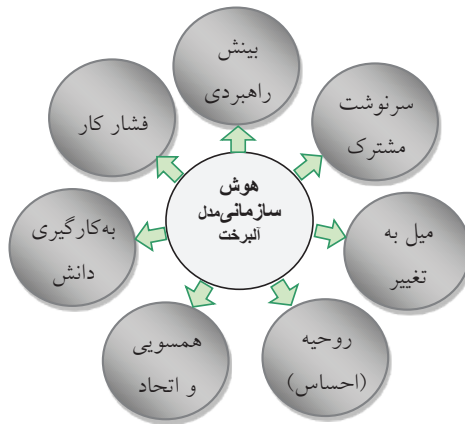 بینش
راهبردی
سرنوشت
مشترک
میل به
تغییر
روحیه
(احساس)
همسویی
و اتحاد
به‌کارگیری
دانش
فشار کار
هوش
سازمانی‌مدل
آلبرخت